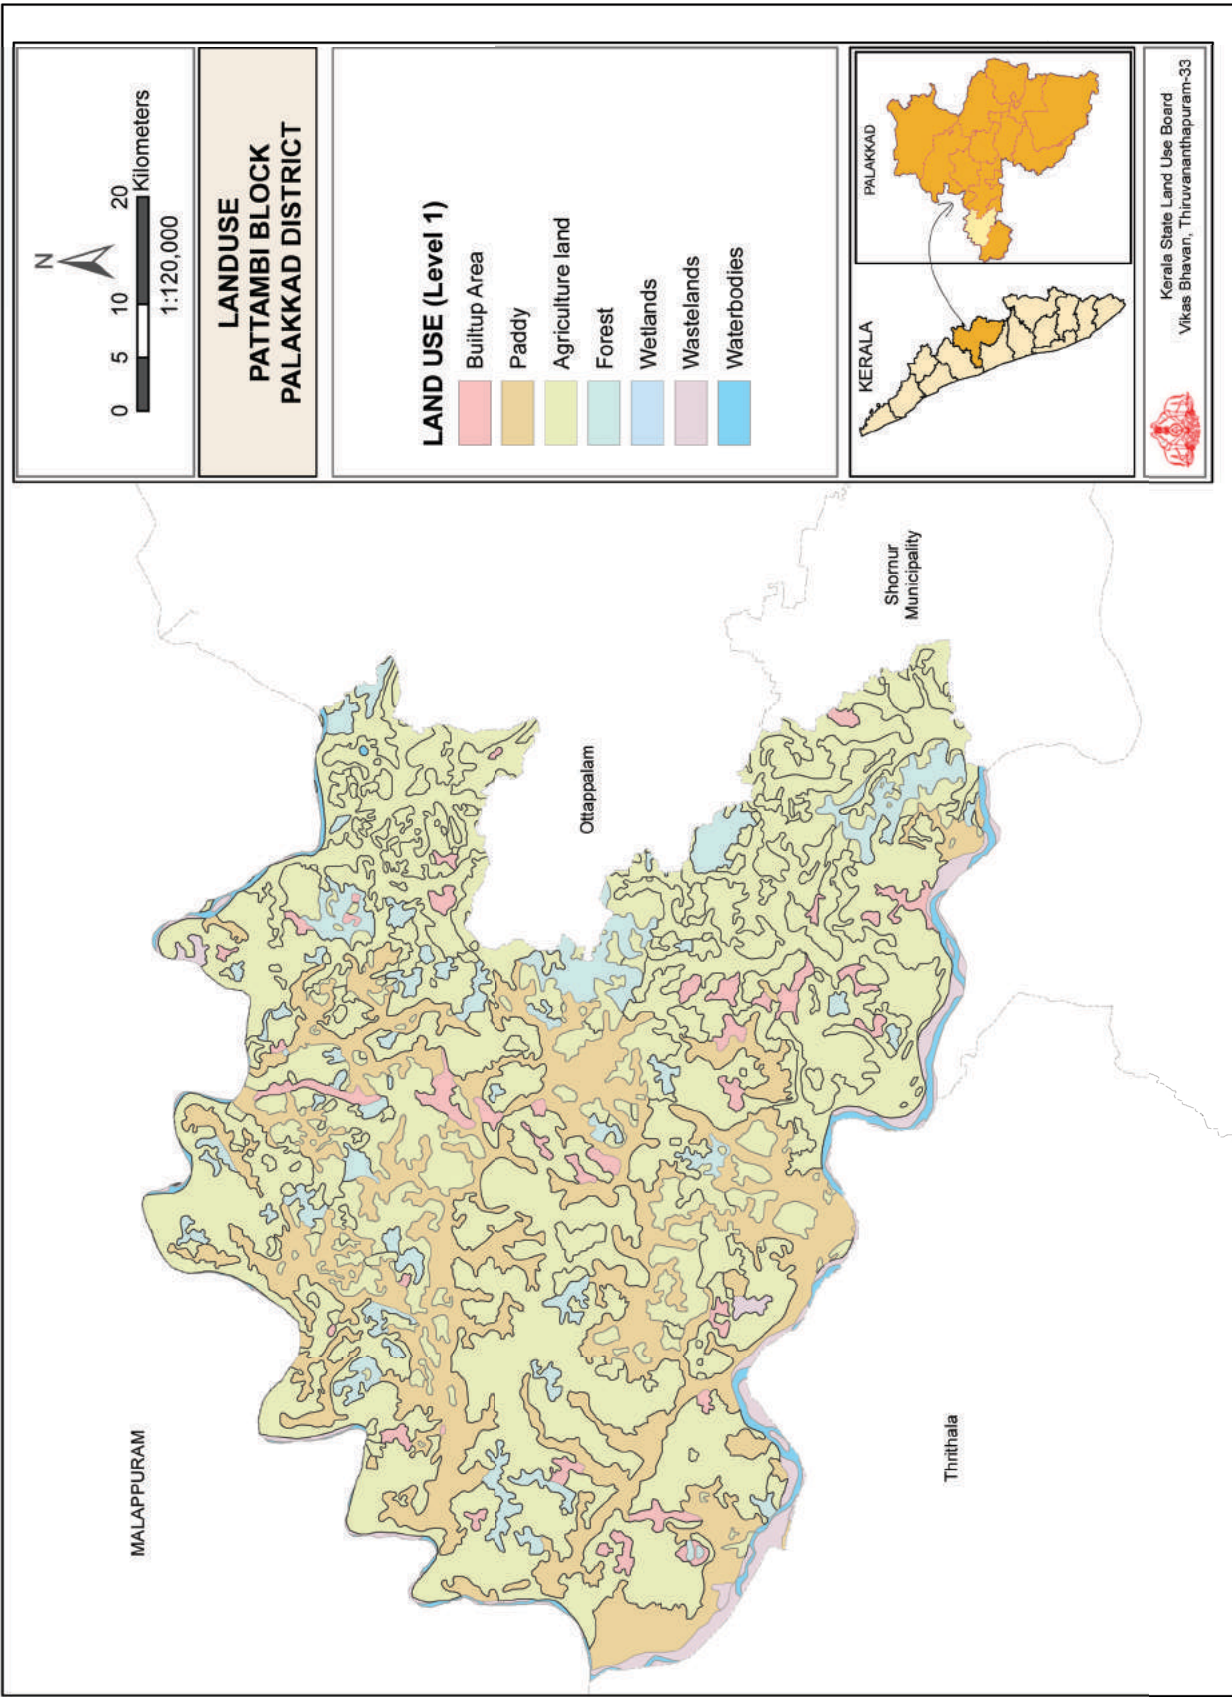 N
0 5 10 20
Kilometers
1:120,000
LANDUSE
PATTAMBI BLOCK
PALAKKAD DISTRICT
LAND USE (Level 1)
Builtup Area
Paddy
Agriculture land
Forest
Wetlands
Wastelands
Waterbodies
KERALA
PALAKKAD
Kerala State Land Use Board
Vikas Bhavan, Thiruvananthapuram-33
MALAPPURAM
Ottappalam
Shornur
Municipality
Thrithala